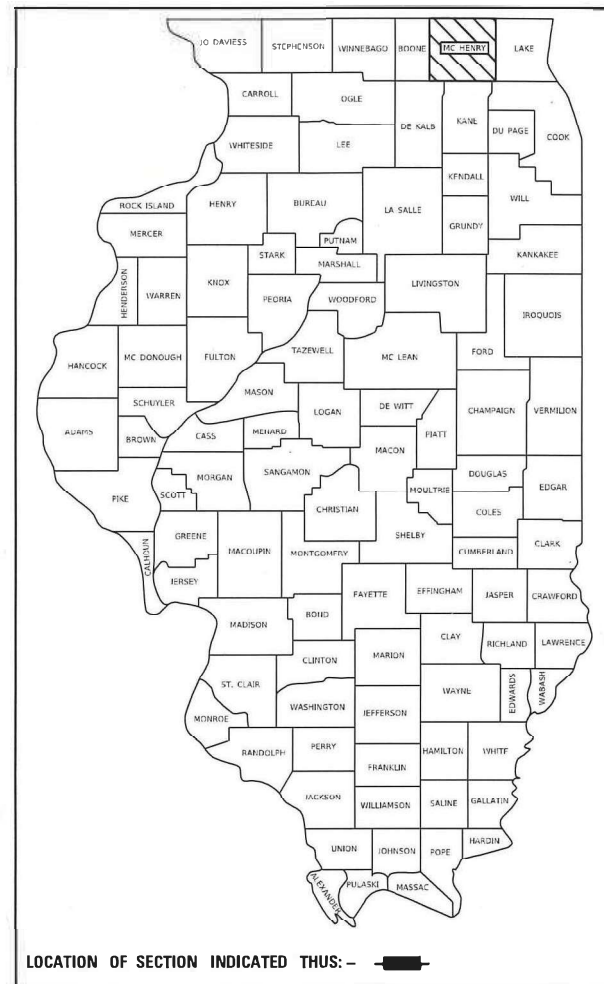 JO DAVIESS STEPHENSON WINNEBAGO BOONE MC HENRY LAKE
CARROLL OGLE DE KALB KANE DU PAGE COOK
WHITESIDE LEE
KENDALL
ROCK ISLAND HENRY BUREAU LA SALLE WILL
MERCER PUTNAM GRUNDY
STARK MARSHALL KANKAKEE
HENDERSON WARREN KNOX PEORIA WOODFORD LIVINGSTON
IROQUOIS
HANCOCK MC DONOUGH FULTON TAZEWELL MC LEAN FORD
MASON
SCHUYLER LOGAN DE WITT CHAMPAIGN VERMILION
ADAMS BROWN CASS MENARD MACON PIATT
PIKE SCOTT MORGAN SANGAMON MOULTRIE DOUGLAS EDGAR
CHRISTIAN COLES
CALHOUN GREENE MACOUPIN MONTGOMERY SHELBY CUMBERLAND CLARK
JERSEY
MADISON BOND FAYETTE EFFINGHAM JASPER CRAWFORD
CLINTON MARION CLAY RICHLAND LAWRENCE
ST. CLAIR WAYNE EDWARDS WABASH
MONROE WASHINGTON JEFFERSON
RANDOLPH PERRY HAMILTON WHITE
FRANKLIN
JACKSON WILLIAMSON SALINE GALLATIN
UNION JOHNSON POPE HARDIN
ALEXANDER PULASKI MASSAC
LOCATION OF SECTION INDICATED THUS: –